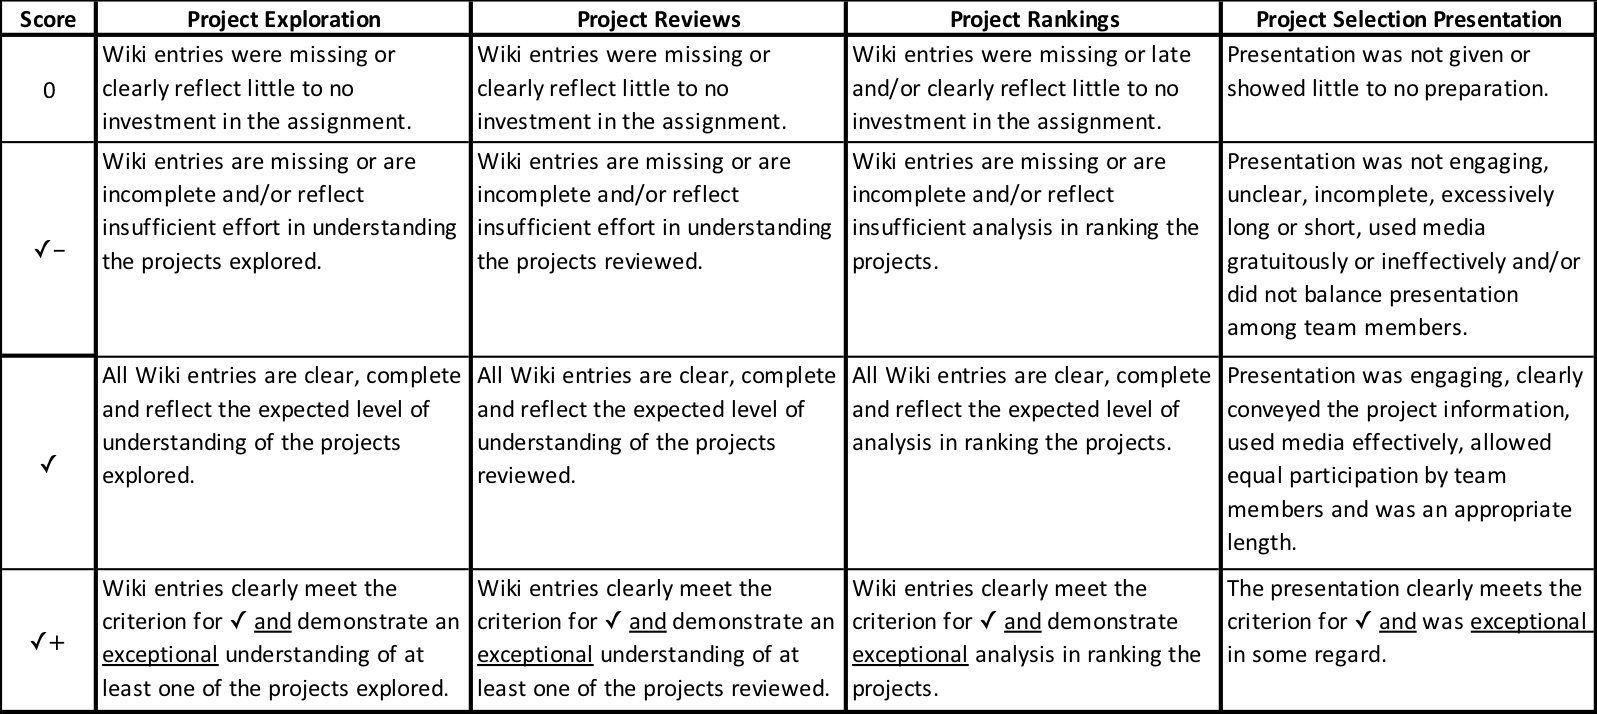 Score
Project Exploration
Project Reviews
Project Rankings
Project Selection Presentation
0
Wiki entries were missing or
clearly reflect little to no
investment in the assignment.
Wiki entries were missing or
clearly reflect little to no
investment in the assignment.
Wiki entries were missing or late
and/or clearly reflect little to no
investment in the assignment.
Presentation was not given or
showed little to no preparation.
✓−
Wiki entries are missing or are
incomplete and/or reflect
insufficient effort in understanding
the projects explored.
Wiki entries are missing or are
incomplete and/or reflect
insufficient effort in understanding
the projects reviewed.
Wiki entries are missing or are
incomplete and/or reflect
insufficient analysis in ranking the
projects.
Presentation was not engaging,
unclear, incomplete, excessively
long or short, used media
gratuitously or ineffectively and/or
did not balance presentation
among team members.
✓
All Wiki entries are clear, complete
and reflect the expected level of
understanding of the projects
explored.
All Wiki entries are clear, complete
and reflect the expected level of
understanding of the projects
reviewed.
All Wiki entries are clear, complete
and reflect the expected level of
analysis in ranking the projects.
Presentation was engaging, clearly
conveyed the project information,
used media effectively, allowed
equal participation by team
members and was an appropriate
length.
✓+
Wiki entries clearly meet the
criterion for ✓ and demonstrate an
exceptional understanding of at
least one of the projects explored.
Wiki entries clearly meet the
criterion for ✓ and demonstrate an
exceptional understanding of at
least one of the projects reviewed.
Wiki entries clearly meet the
criterion for ✓ and demonstrate
exceptional analysis in ranking the
projects.
The presentation clearly meets the
criterion for ✓ and was exceptional
in some regard.